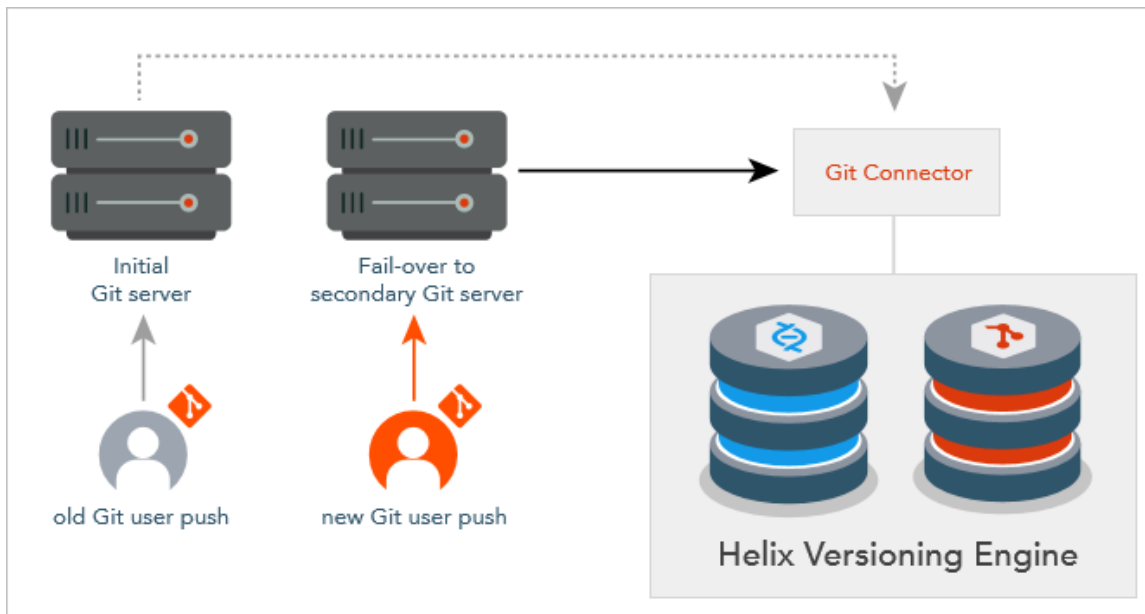 Git Connector
Initial
Git server
Fail-over to
secondary Git server
old Git user push
new Git user push
Helix Versioning Engine